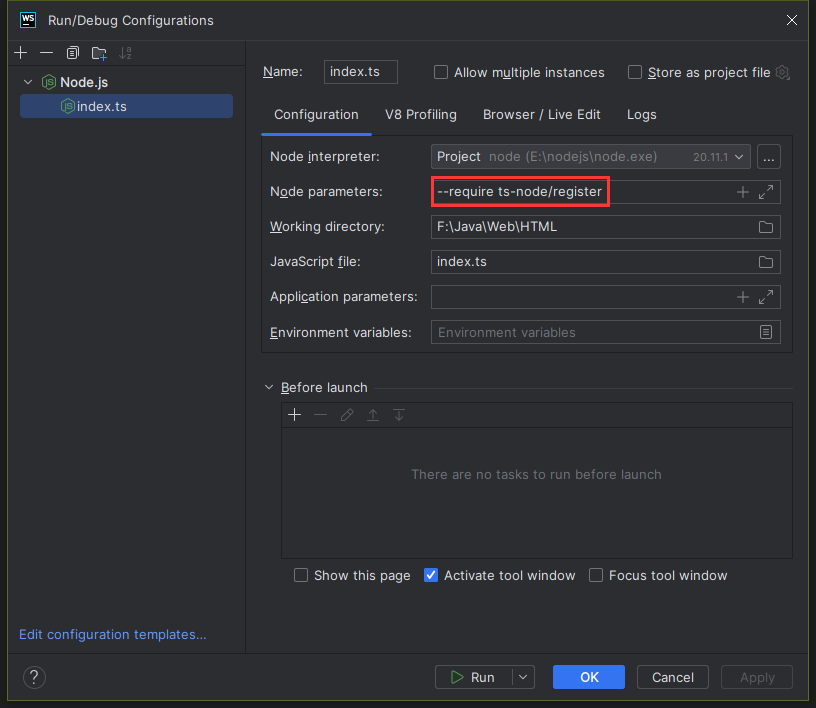 WS Run/Debug Configurations
Name: index.ts Allow multiple instances Store as project file
Node.js
index.ts
Configuration V8 Profiling Browser / Live Edit Logs
Node interpreter: Project node (E:\nodejs\node.exe) 20.11.1 ...
Node parameters: --require ts-node/register
Working directory: F:\Java\Web\HTML
JavaScript file: index.ts
Application parameters:
Environment variables: Environment variables
Before launch
There are no tasks to run before launch
Show this page Activate tool window Focus tool window
Edit configuration templates...
? Run OK Cancel Apply